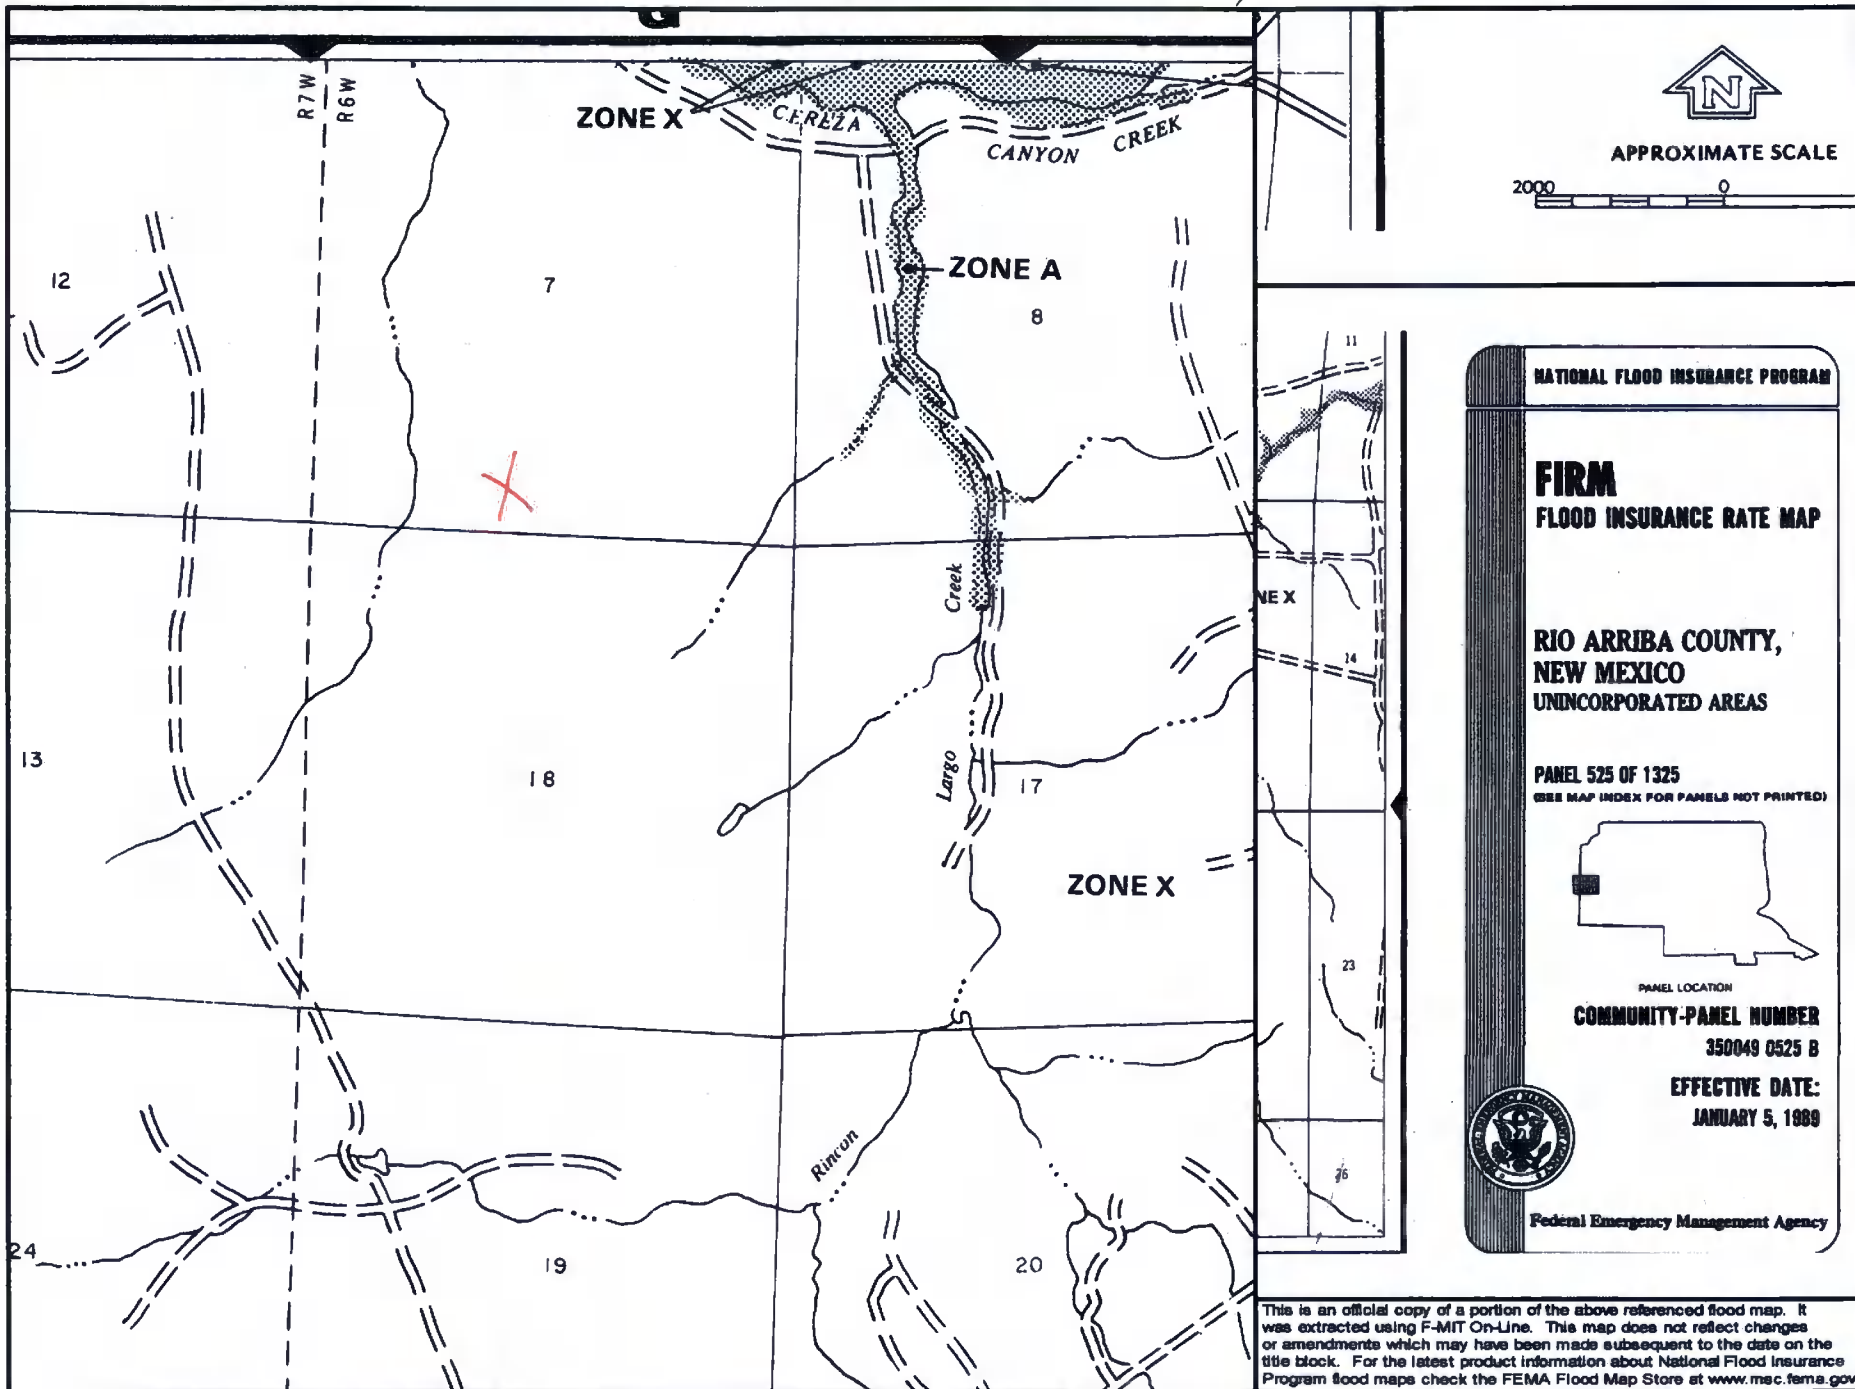 G
R7W
R6W
ZONE X
CEREZA
CANYON
CREEK
12
7
ZONE A
8
Creek
13
18
Largo
17
ZONE X
Rincon
24
19
20
11
NE X
14
23
26
N
APPROXIMATE SCALE
2000 0
NATIONAL FLOOD INSURANCE PROGRAM
FIRM
FLOOD INSURANCE RATE MAP
RIO ARRIBA COUNTY,
NEW MEXICO
UNINCORPORATED AREAS
PANEL 525 OF 1325
(SEE MAP INDEX FOR PANELS NOT PRINTED)
PANEL LOCATION
COMMUNITY-PANEL NUMBER
350049 0525 B
EFFECTIVE DATE:
JANUARY 5, 1989
Federal Emergency Management Agency
This is an official copy of a portion of the above referenced flood map. It
was extracted using F-MIT On-Line. This map does not reflect changes
or amendments which may have been made subsequent to the date on the
title block. For the latest product information about National Flood Insurance
Program flood maps check the FEMA Flood Map Store at www.msc.fema.gov